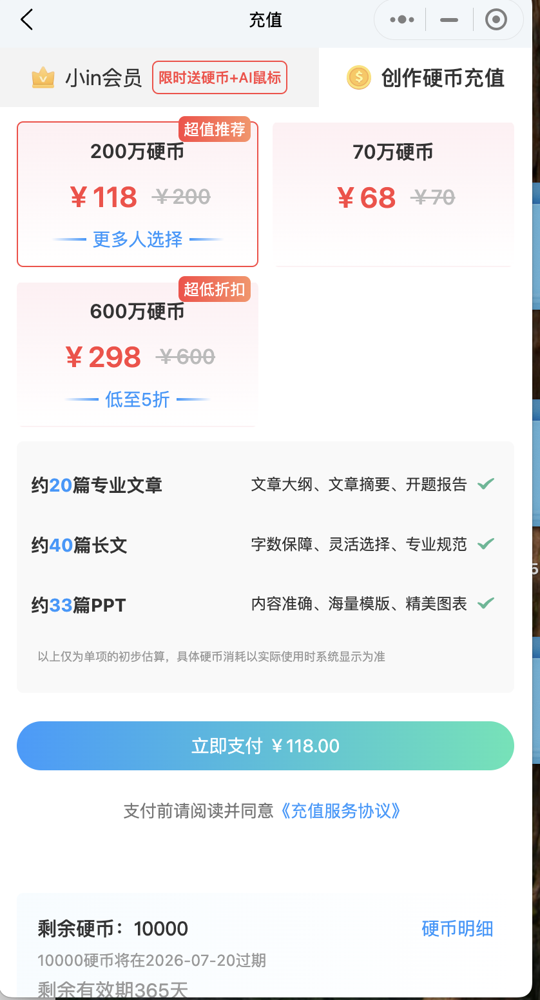 充值
小in会员 限时送硬币+AI鼠标
创作硬币充值
超值推荐
200万硬币
¥118 ¥200
更多人选择
70万硬币
¥68 ¥70
超低折扣
600万硬币
¥298 ¥600
低至5折
约20篇专业文章 文章大纲、文章摘要、开题报告
约40篇长文 字数保障、灵活选择、专业规范
约33篇PPT 内容准确、海量模版、精美图表
以上仅为单项的初步估算，具体硬币消耗以实际使用时系统显示为准
立即支付 ¥118.00
支付前请阅读并同意《充值服务协议》
剩余硬币：10000 硬币明细
10000硬币将在2026-07-20过期
剩余有效期365天
5